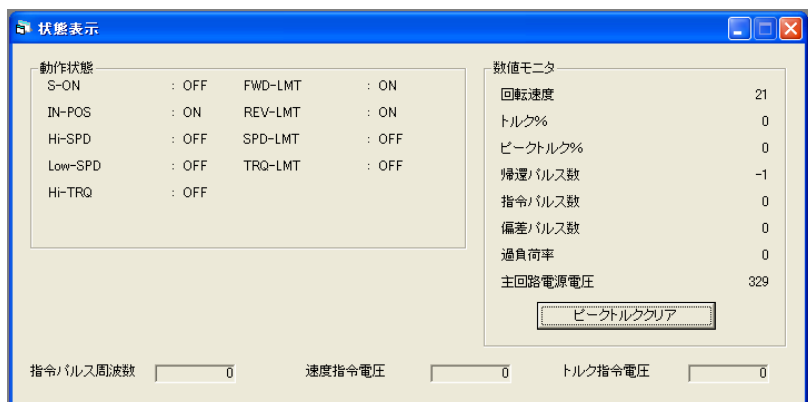 状態表示
動作状態
S-ON : OFF FWD-LMT : ON
IN-POS : ON REV-LMT : ON
Hi-SPD : OFF SPD-LMT : OFF
Low-SPD : OFF TRQ-LMT : OFF
Hi-TRQ : OFF
数値モニタ
回転速度 21
トルク% 0
ピークトルク% 0
帰還パルス数 -1
指令パルス数 0
偏差パルス数 0
過負荷率 0
主回路電源電圧 329
ピークトルククリア
指令パルス周波数 0 速度指令電圧 0 トルク指令電圧 0